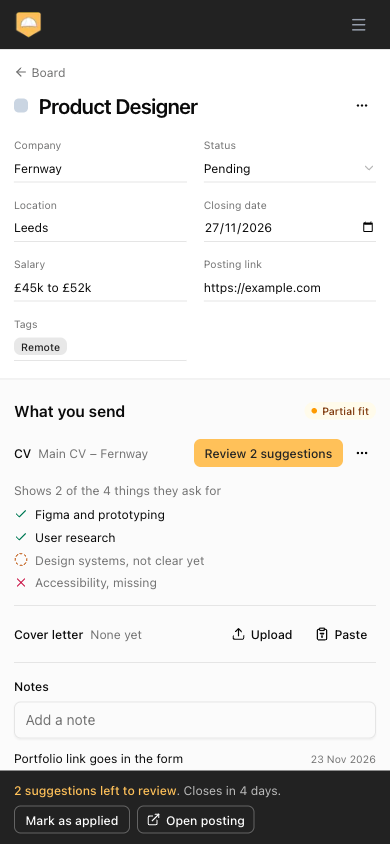 Board
Product Designer
Company
Status
Fernway
Pending
Location
Closing date
Leeds
27/11/2026
Salary
Posting link
£45k to £52k
https://example.com
Tags
Remote
What you send
Partial fit
CV Main CV – Fernway
Review 2 suggestions
Shows 2 of the 4 things they ask for
Figma and prototyping
User research
Design systems, not clear yet
Accessibility, missing
Cover letter None yet
Upload
Paste
Notes
Add a note
Portfolio link goes in the form
23 Nov 2026
2 suggestions left to review. Closes in 4 days.
Mark as applied
Open posting